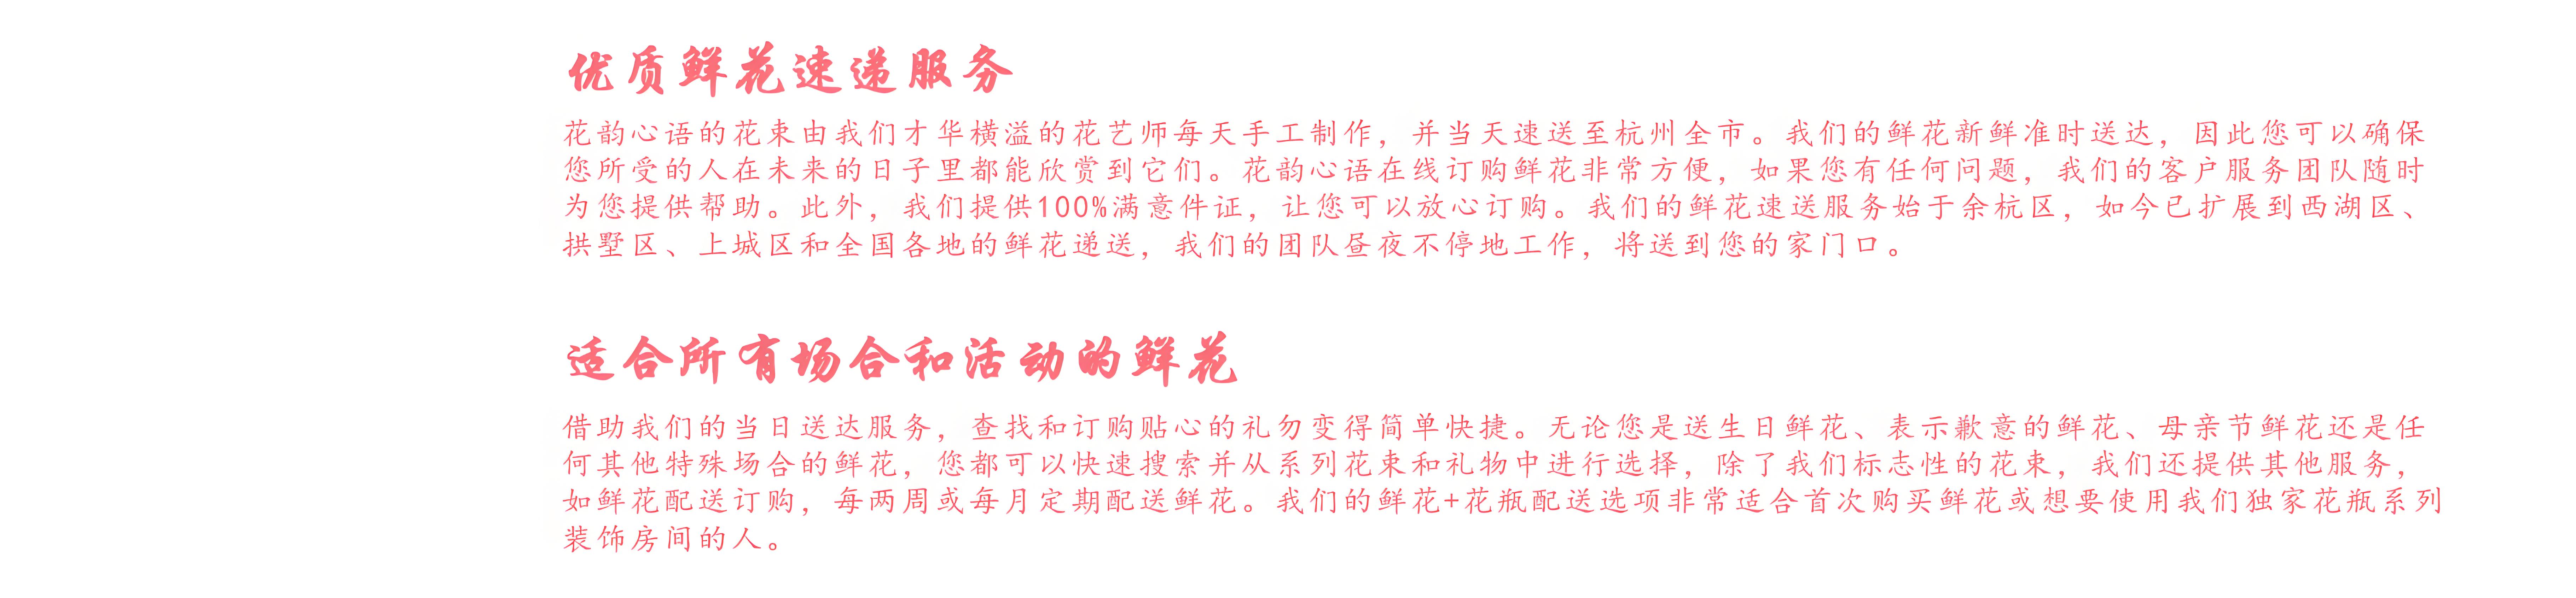 优质鲜花速递服务
花韵心语的花束由我们才华横溢的花艺师每天手工制作，并当天速送至杭州全市。我们的鲜花新鲜准时送达，因此您可以确保
您所受的人在未来的日子里都能欣赏到它们。花韵心语在线订购鲜花非常方便，如果您有任何问题，我们的客户服务团队随时
为您提供帮助。此外，我们提供100%满意件证，让您可以放心订购。我们的鲜花速送服务始于余杭区，如今已扩展到西湖区、
拱墅区、上城区和全国各地的鲜花递送，我们的团队昼夜不停地工作，将送到您的家门口。
适合所有场合和活动的鲜花
借助我们的当日送达服务，查找和订购贴心的礼勿变得简单快捷。无论您是送生日鲜花、表示歉意的鲜花、母亲节鲜花还是任
何其他特殊场合的鲜花，您都可以快速搜索并从系列花束和礼物中进行选择，除了我们标志性的花束，我们还提供其他服务，
如鲜花配送订购，每两周或每月定期配送鲜花。我们的鲜花+花瓶配送选项非常适合首次购买鲜花或想要使用我们独家花瓶系列
装饰房间的人。